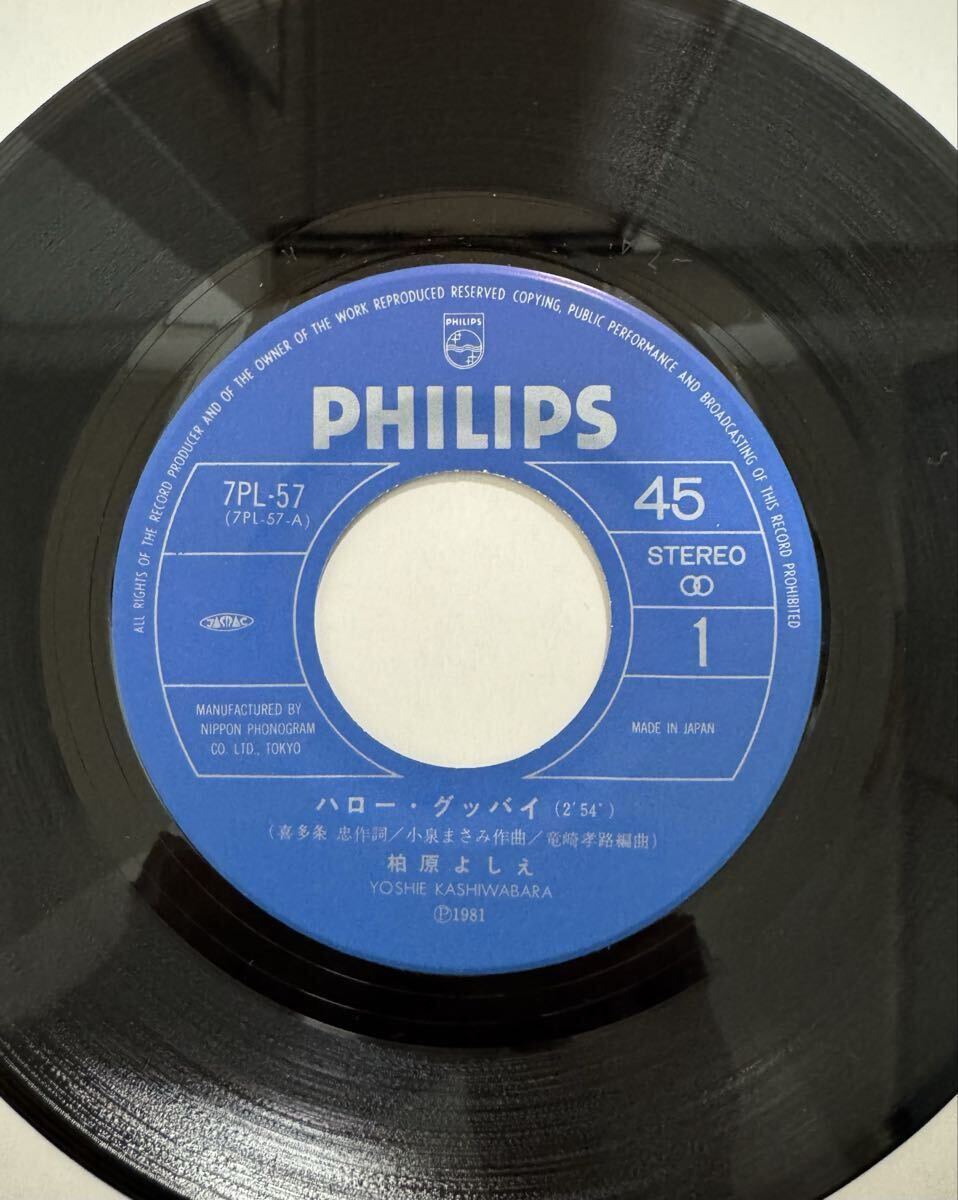 ALL RIGHTS OF THE RECORD PRODUCER AND OF THE OWNER OF THE WORK REPRODUCED RESERVED COPYING, PUBLIC PERFORMANCE AND BROADCASTING OF THIS RECORD PROHIBITED
PHILIPS
PHILIPS
7PL-57
(7PL-57-A)
JASRAC
MANUFACTURED BY
NIPPON PHONOGRAM
CO. LTD., TOKYO
45
STEREO
1
MADE IN JAPAN
ハロー・グッバイ (2'54")
(喜多条 忠作詞/小泉まさみ作曲/竜崎孝路編曲)
柏原よしえ
YOSHIE KASHIWABARA
Ⓟ1981